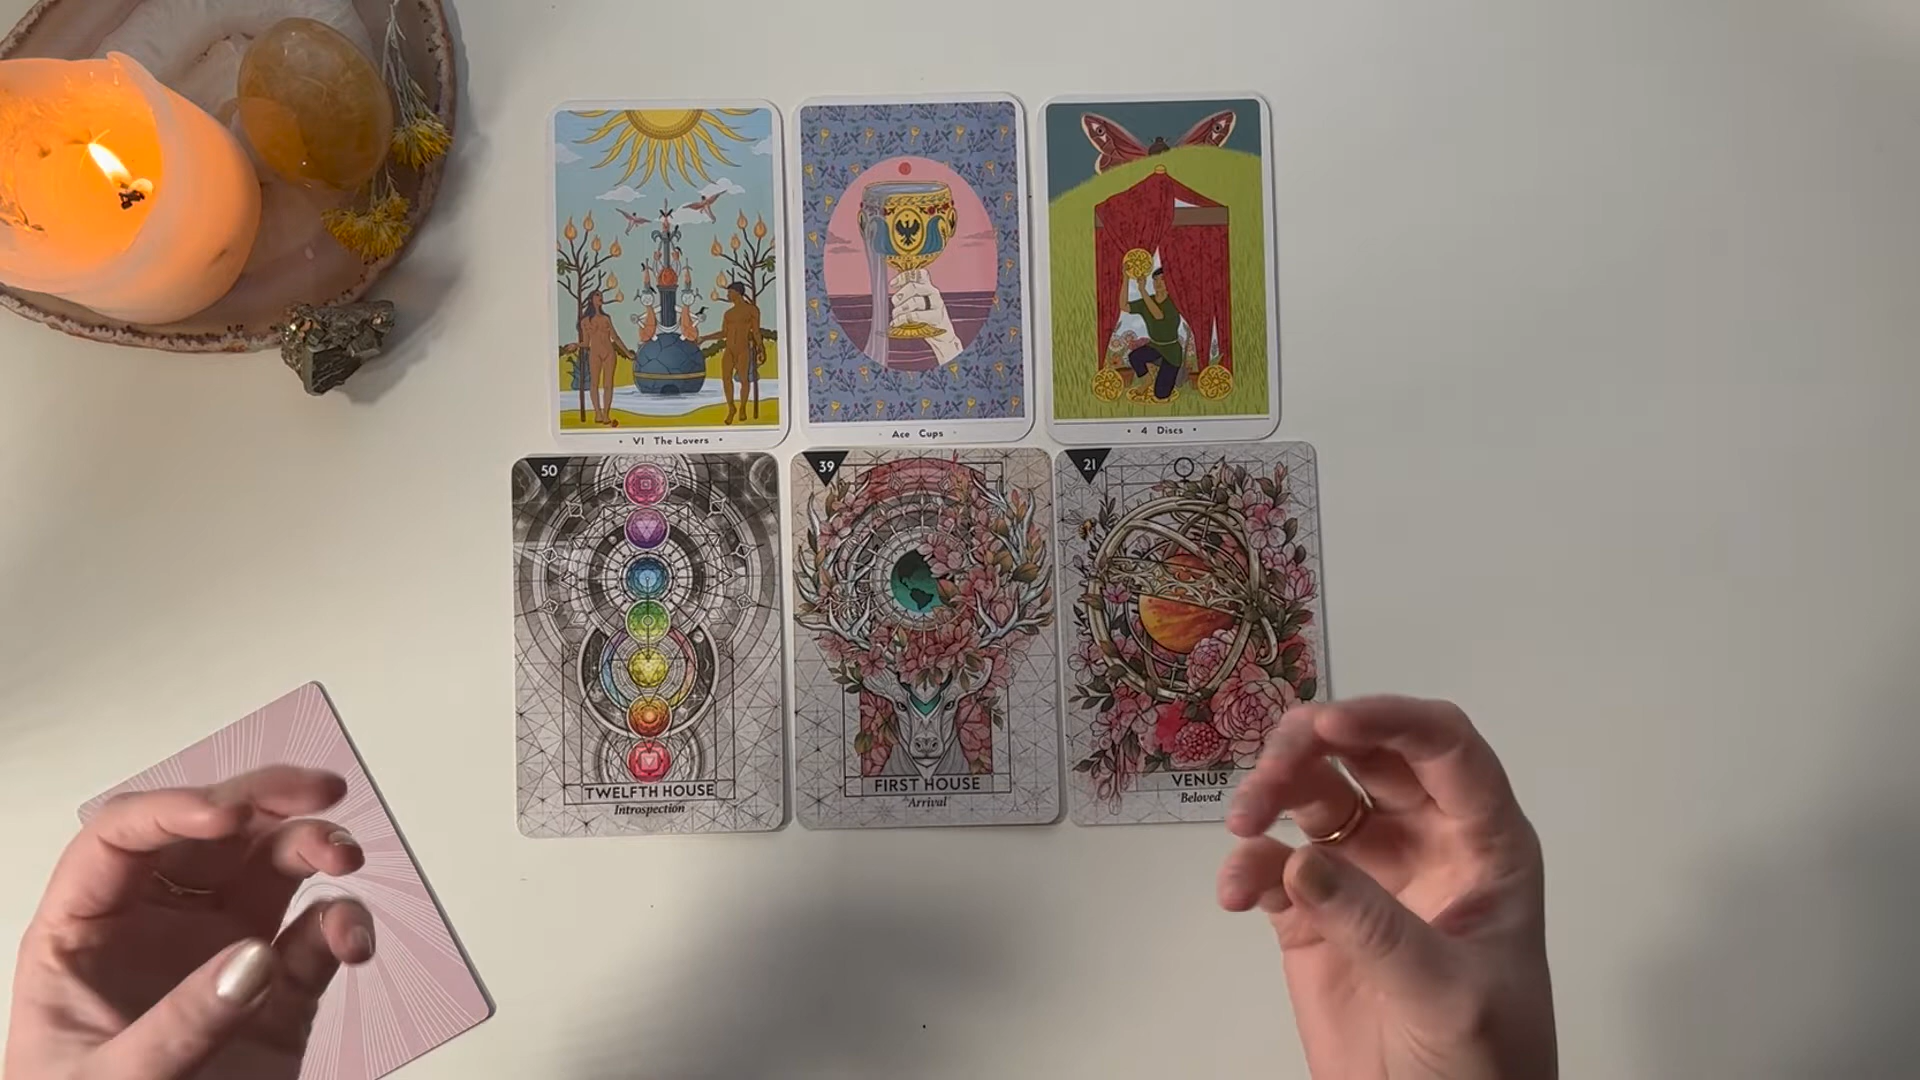 • VI The Lovers •
Ace Cups
• 4 Discs •
50
TWELFTH HOUSE
Introspection
39
FIRST HOUSE
Arrival
21
VENUS
Beloved